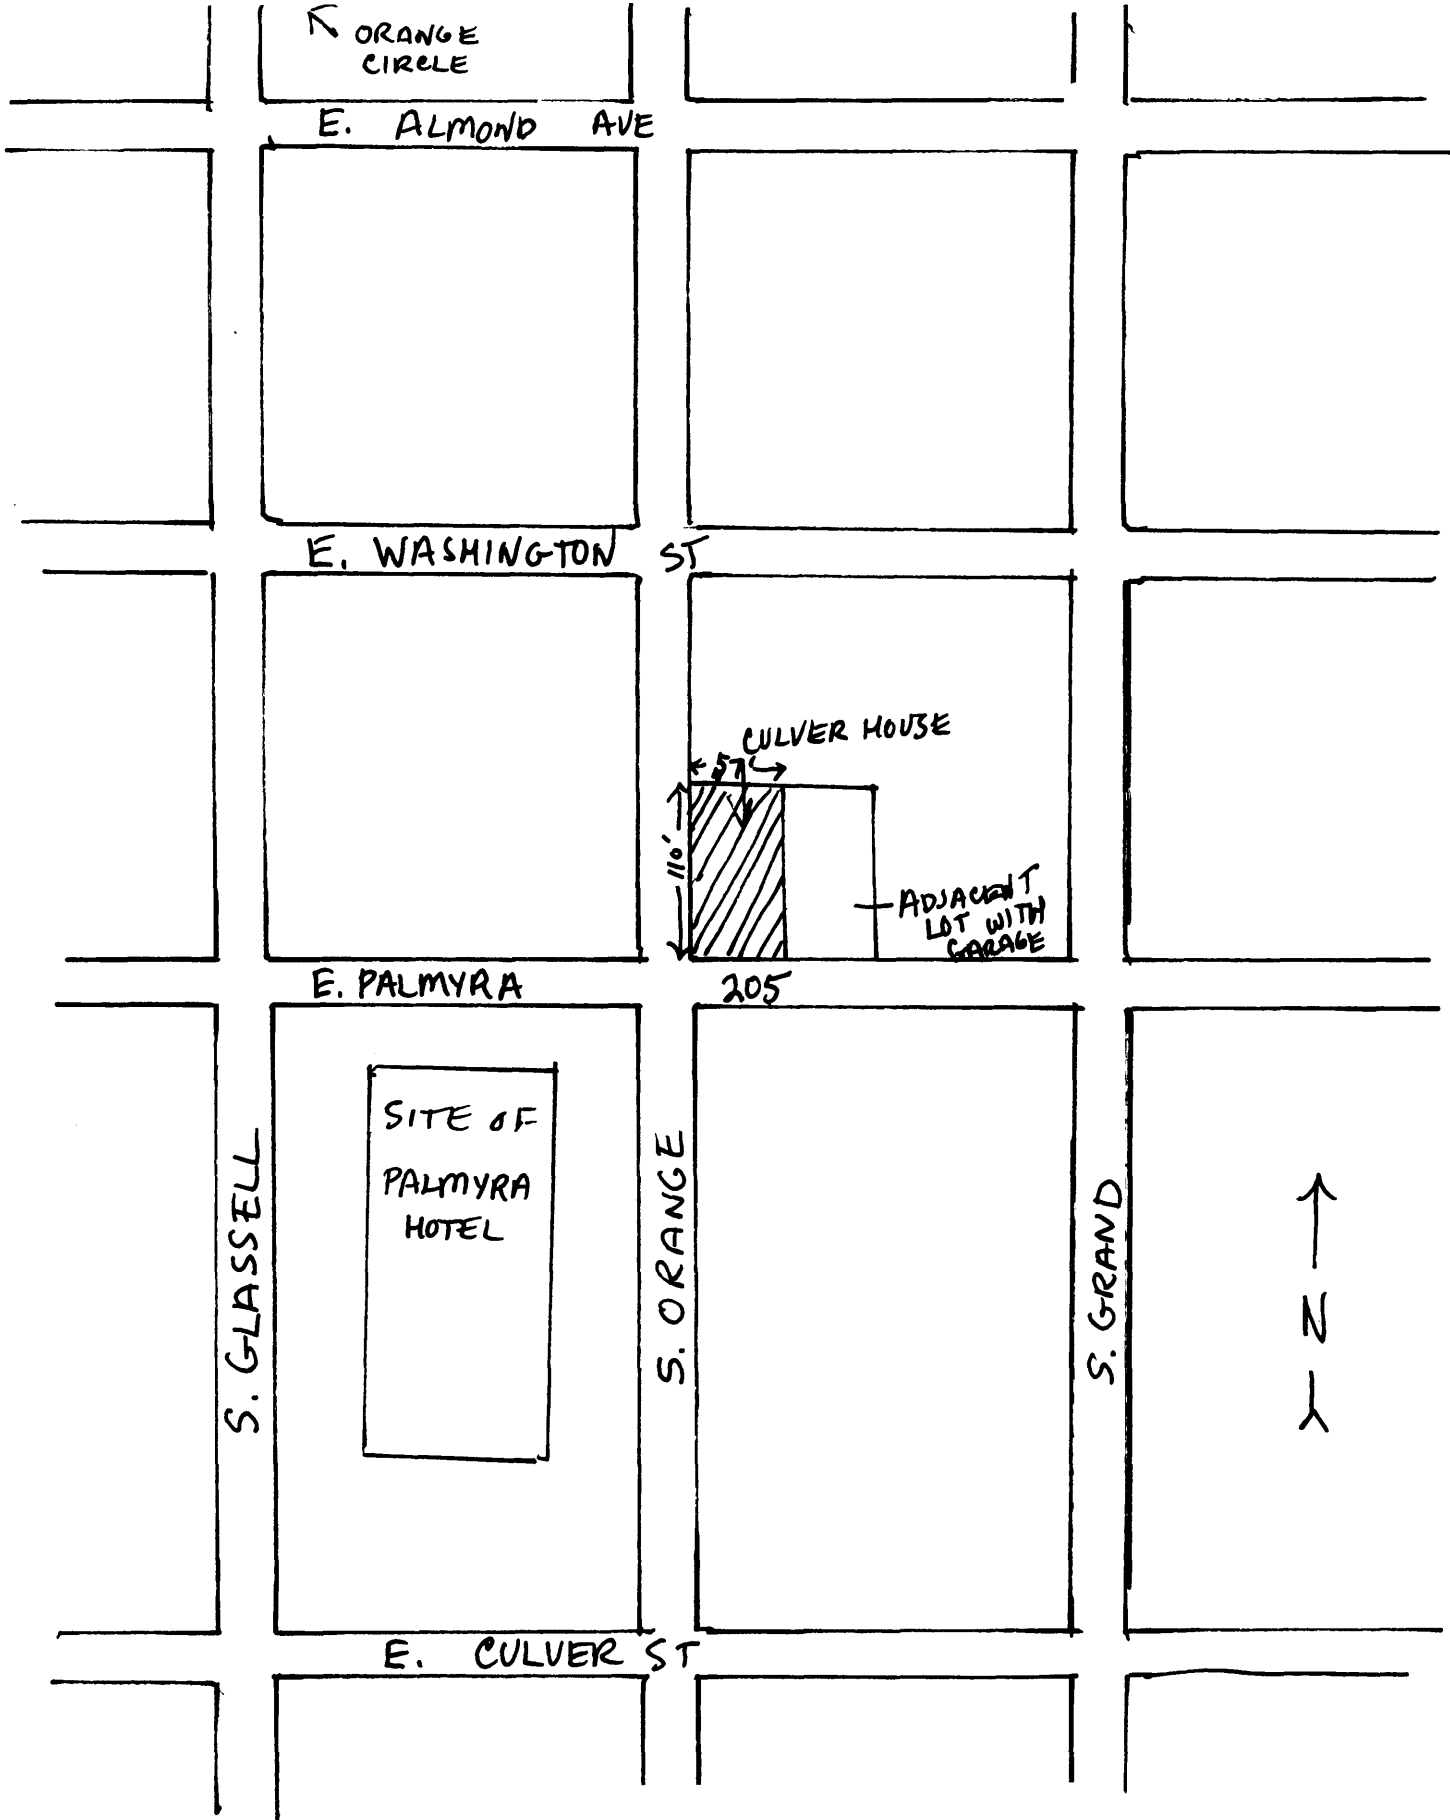 ORANGE
CIRCLE
E. ALMOND AVE
E. WASHINGTON ST
CULVER HOUSE
57'
110'
ADJACENT
LOT WITH
GARAGE
E. PALMYRA
205
SITE OF
PALMYRA
HOTEL
S. GLASSELL
S. ORANGE
S. GRAND
N
E. CULVER ST